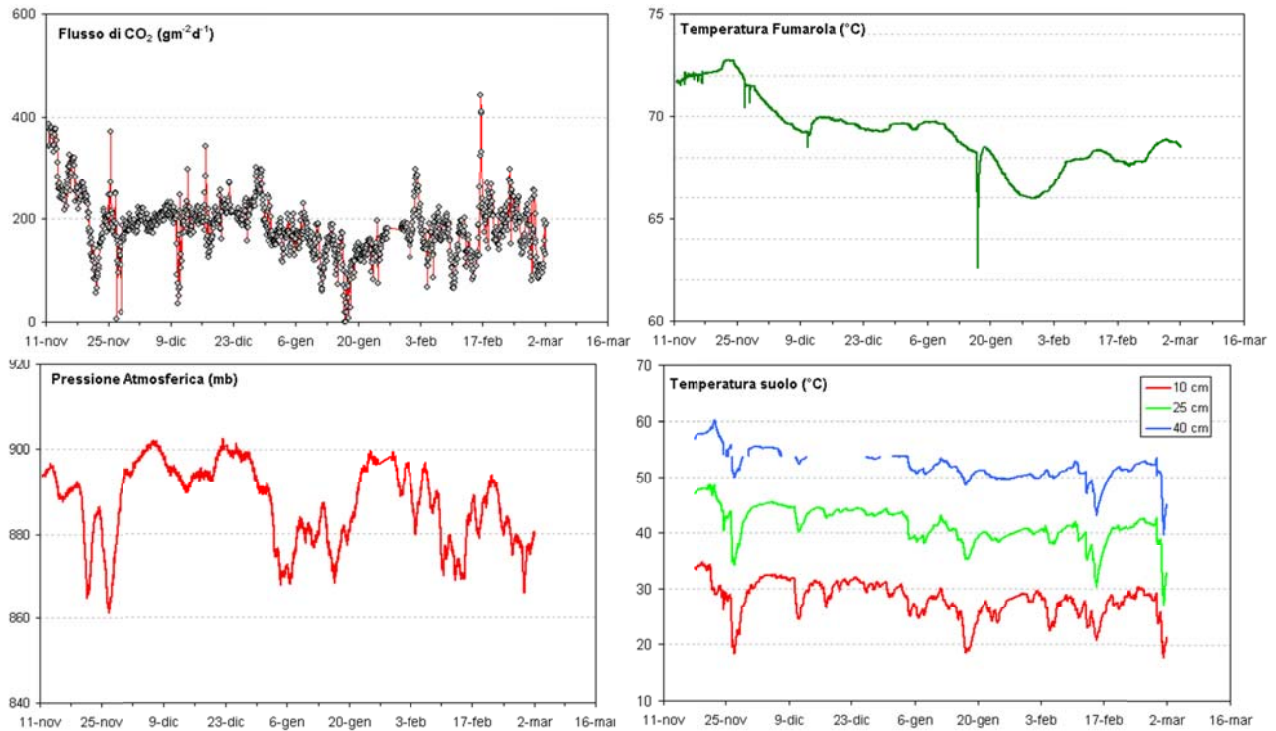 Flusso di CO2 (gm-2d-1)
600
400
200
0
11-nov 25-nov 9-dic 23-dic 6-gen 20-gen 3-feb 17-feb 2-mar 16-mar
Temperatura Fumarola (°C)
75
70
65
60
11-nov 25-nov 9-dic 23-dic 6-gen 20-gen 3-feb 17-feb 2-mar 16-mar
Pressione Atmosferica (mb)
920
900
880
860
840
11-nov 25-nov 9-dic 23-dic 6-gen 20-gen 3-feb 17-feb 2-mar 16-mar
Temperatura suolo (°C)
10 cm
25 cm
40 cm
70
60
50
40
30
20
10
11-nov 25-nov 9-dic 23-dic 6-gen 20-gen 3-feb 17-feb 2-mar 16-mar